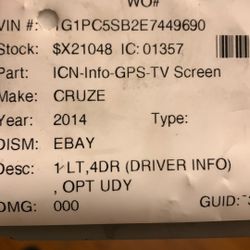 WO#
VIN #: 1G1PC5SB2E7449690
Stock: $X21048 IC: 01357
Part: ICN-Info-GPS-TV Screen
Make: CRUZE
Year: 2014 Type:
DISM: EBAY
Desc: 1 LT,4DR (DRIVER INFO)
, OPT UDY
DMG: 000 GUID: